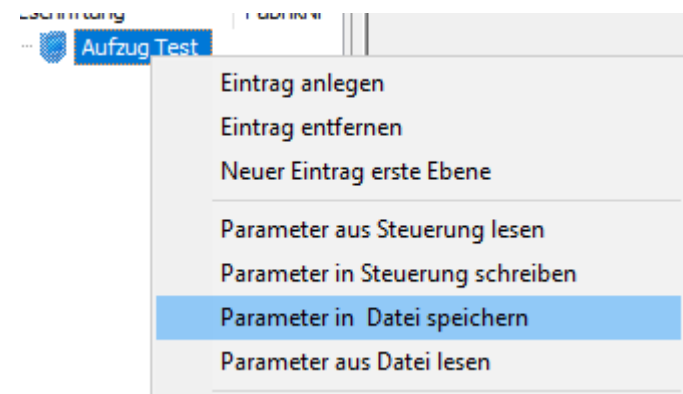 Aufzug Test
Eintrag anlegen
Eintrag entfernen
Neuer Eintrag erste Ebene
Parameter aus Steuerung lesen
Parameter in Steuerung schreiben
Parameter in  Datei speichern
Parameter aus Datei lesen